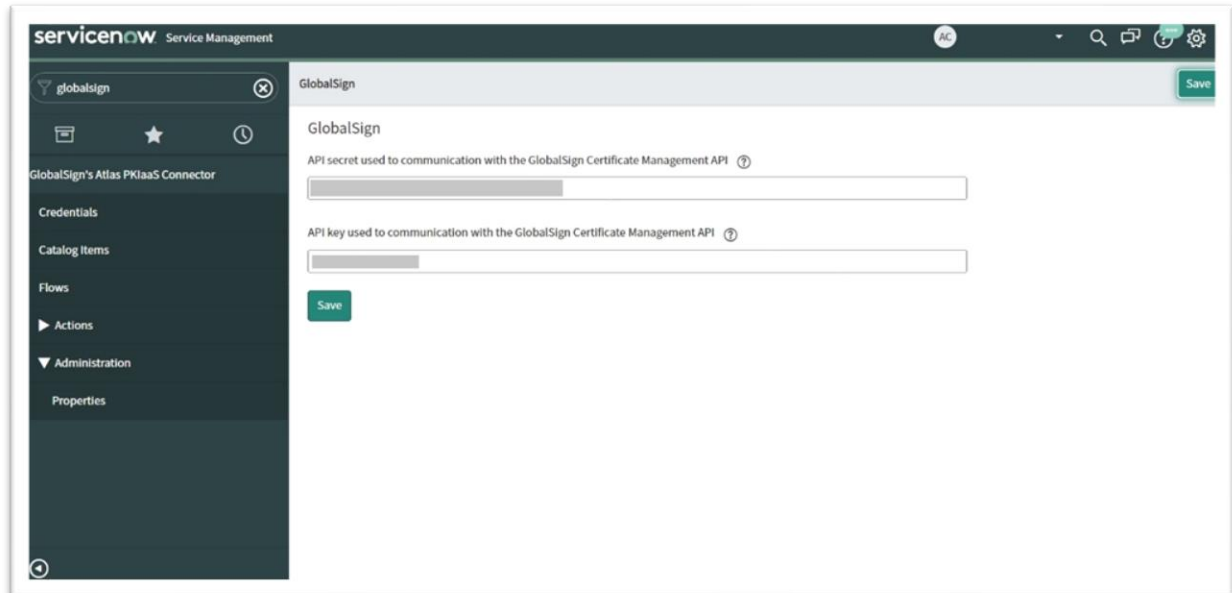 servicenow Service Management
AC
globalsign
GlobalSign
Save
GlobalSign's Atlas PKIaaS Connector
Credentials
Catalog Items
Flows
Actions
Administration
Properties
GlobalSign
API secret used to communication with the GlobalSign Certificate Management API
API key used to communication with the GlobalSign Certificate Management API
Save